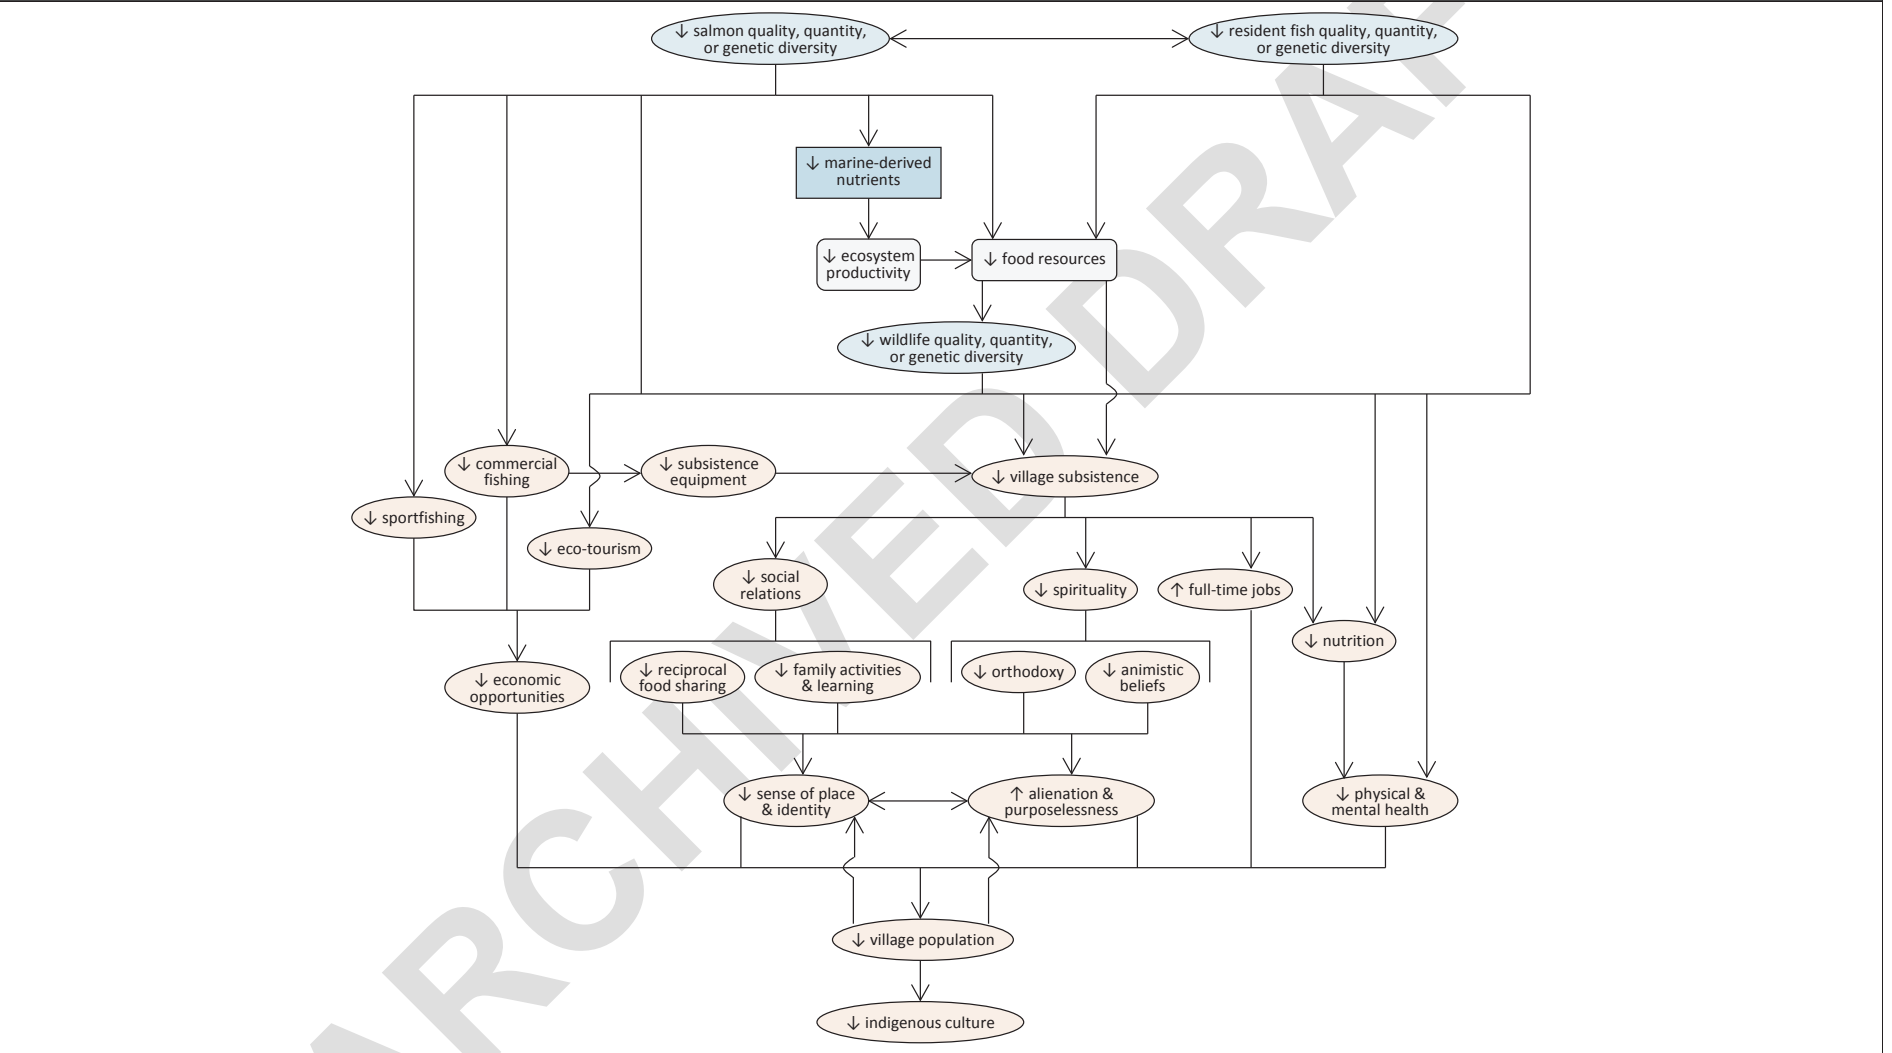 ↓ salmon quality, quantity,
or genetic diversity
↓ resident fish quality, quantity,
or genetic diversity
↓ marine-derived
nutrients
↓ ecosystem
productivity
↓ food resources
↓ wildlife quality, quantity,
or genetic diversity
↓ commercial
fishing
↓ subsistence
equipment
↓ village subsistence
↓ sportfishing
↓ eco-tourism
↓ social
relations
↓ spirituality
↑ full-time jobs
↓ nutrition
↓ economic
opportunities
↓ reciprocal
food sharing
↓ family activities
& learning
↓ orthodoxy
↓ animistic
beliefs
↓ sense of place
& identity
↑ alienation &
purposelessness
↓ physical &
mental health
↓ village population
↓ indigenous culture
ARCHIVED DRAF